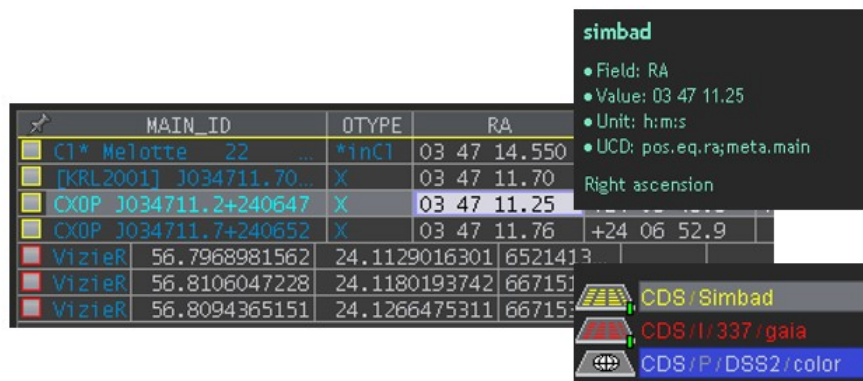 simbad
• Field: RA
• Value: 03 47 11.25
• Unit: h:m:s
• UCD: pos.eq.ra;meta.main
Right ascension
MAIN_ID OTYPE RA
Cl* Melotte 22 ... *inCl 03 47 14.550
[KRL2001] J034711.70... X 03 47 11.70
CXOP J034711.2+240647 X 03 47 11.25
CXOP J034711.7+240652 X 03 47 11.76 +24 06 52.9
VizieR 56.7968981562 24.1129016301 6521413...
VizieR 56.8106047228 24.1180193742 667151
VizieR 56.8094365151 24.1266475311 667153
CDS/Simbad
CDS/I/337/gaia
CDS/P/DSS2/color